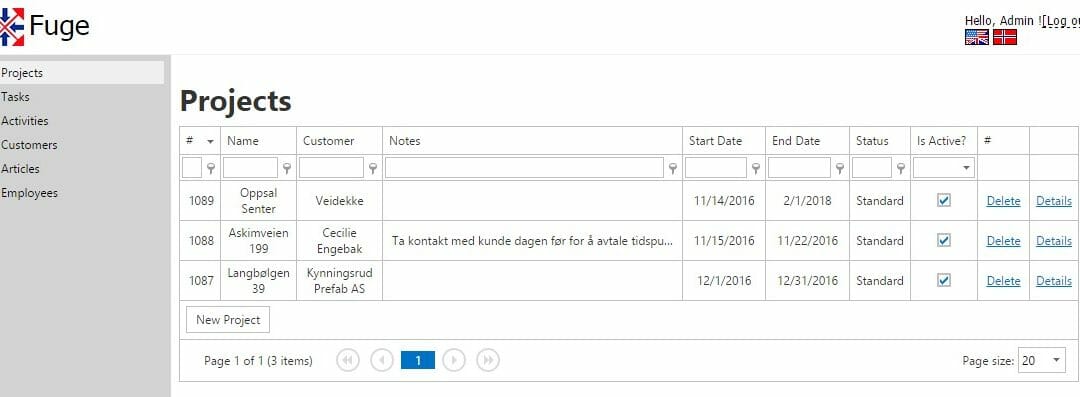 Fuge
Hello, Admin ![Log ou
Projects
Tasks
Activities
Customers
Articles
Employees
Projects
# Name Customer Notes Start Date End Date Status Is Active? #
1089 Oppsal Senter Veidekke 11/14/2016 2/1/2018 Standard Delete Details
1088 Askimveien 199 Cecilie Engebak Ta kontakt med kunde dagen før for å avtale tidspu... 11/15/2016 11/22/2016 Standard Delete Details
1087 Langbølgen 39 Kynningsrud Prefab AS 12/1/2016 12/31/2016 Standard Delete Details
New Project
Page 1 of 1 (3 items) 1 Page size: 20